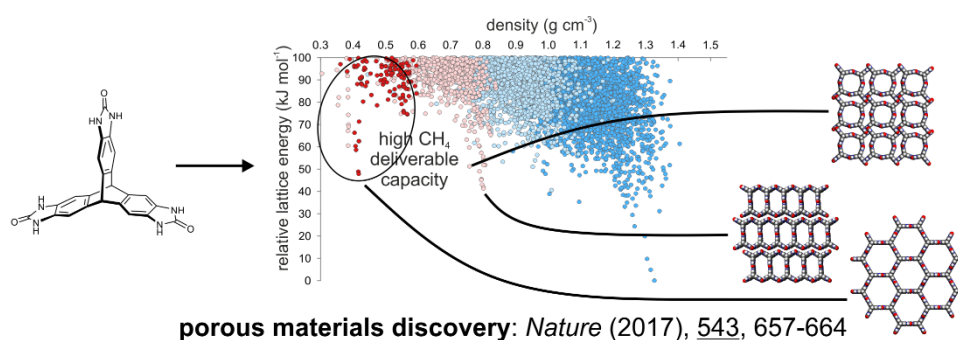 density (g cm⁻³)
0.3 0.4 0.5 0.6 0.7 0.8 0.9 1.0 1.1 1.2 1.3 1.4 1.5
relative lattice energy (kJ mol⁻¹)
100
90
80
70
60
50
40
30
20
10
0
high CH₄
deliverable
capacity
O
HN
NH
H
N
O
N
H
H
N
O
N
H
porous materials discovery: Nature (2017), 543, 657-664